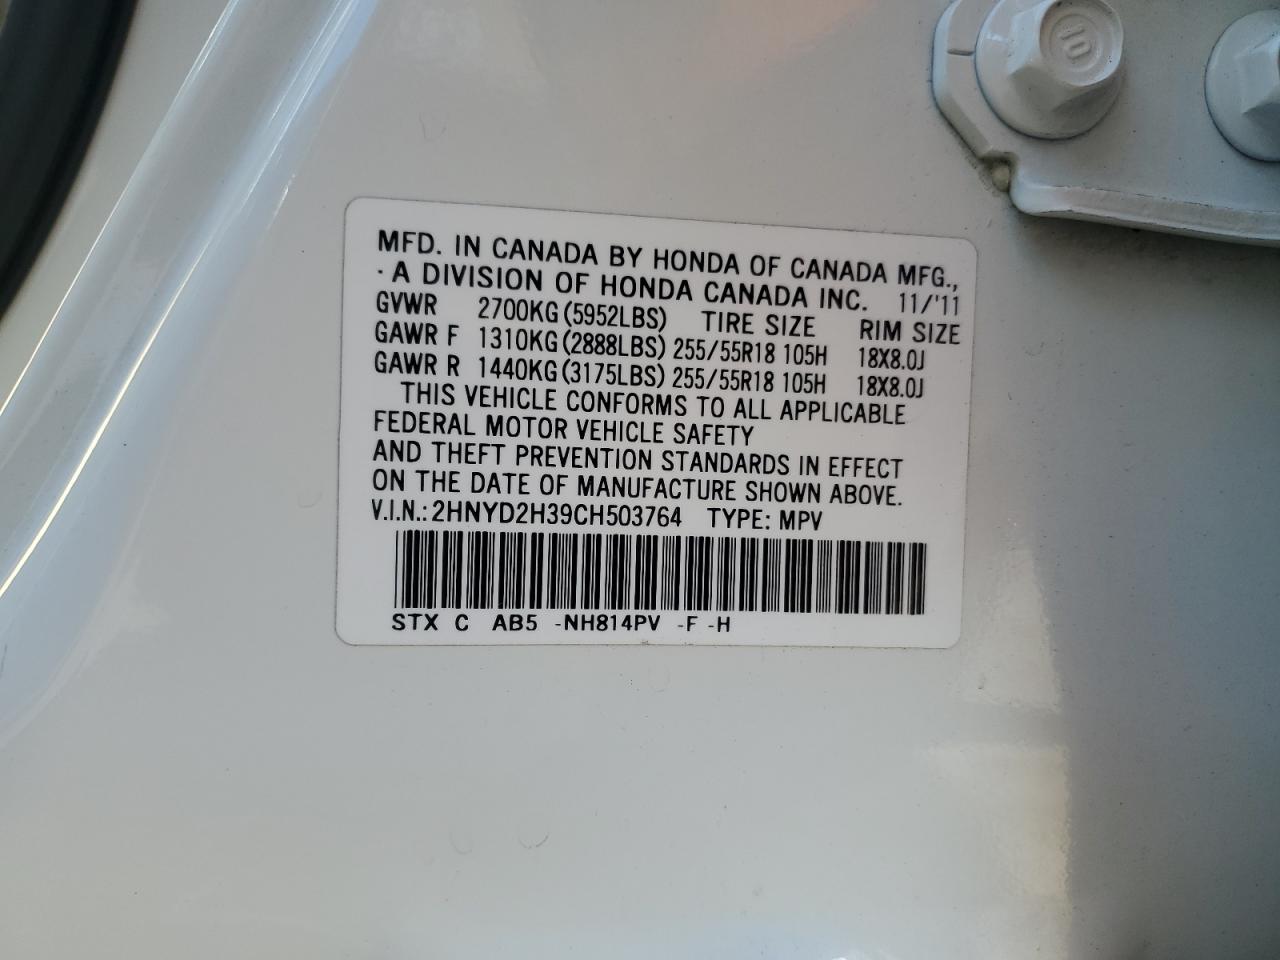 10
MFD. IN CANADA BY HONDA OF CANADA MFG.,
· A DIVISION OF HONDA CANADA INC. 11/'11
GVWR 2700KG (5952LBS) TIRE SIZE RIM SIZE
GAWR F 1310KG (2888LBS) 255/55R18 105H 18X8.0J
GAWR R 1440KG (3175LBS) 255/55R18 105H 18X8.0J
THIS VEHICLE CONFORMS TO ALL APPLICABLE
FEDERAL MOTOR VEHICLE SAFETY
AND THEFT PREVENTION STANDARDS IN EFFECT
ON THE DATE OF MANUFACTURE SHOWN ABOVE.
V.I.N.: 2HNYD2H39CH503764 TYPE: MPV
STX C AB5 -NH814PV -F -H